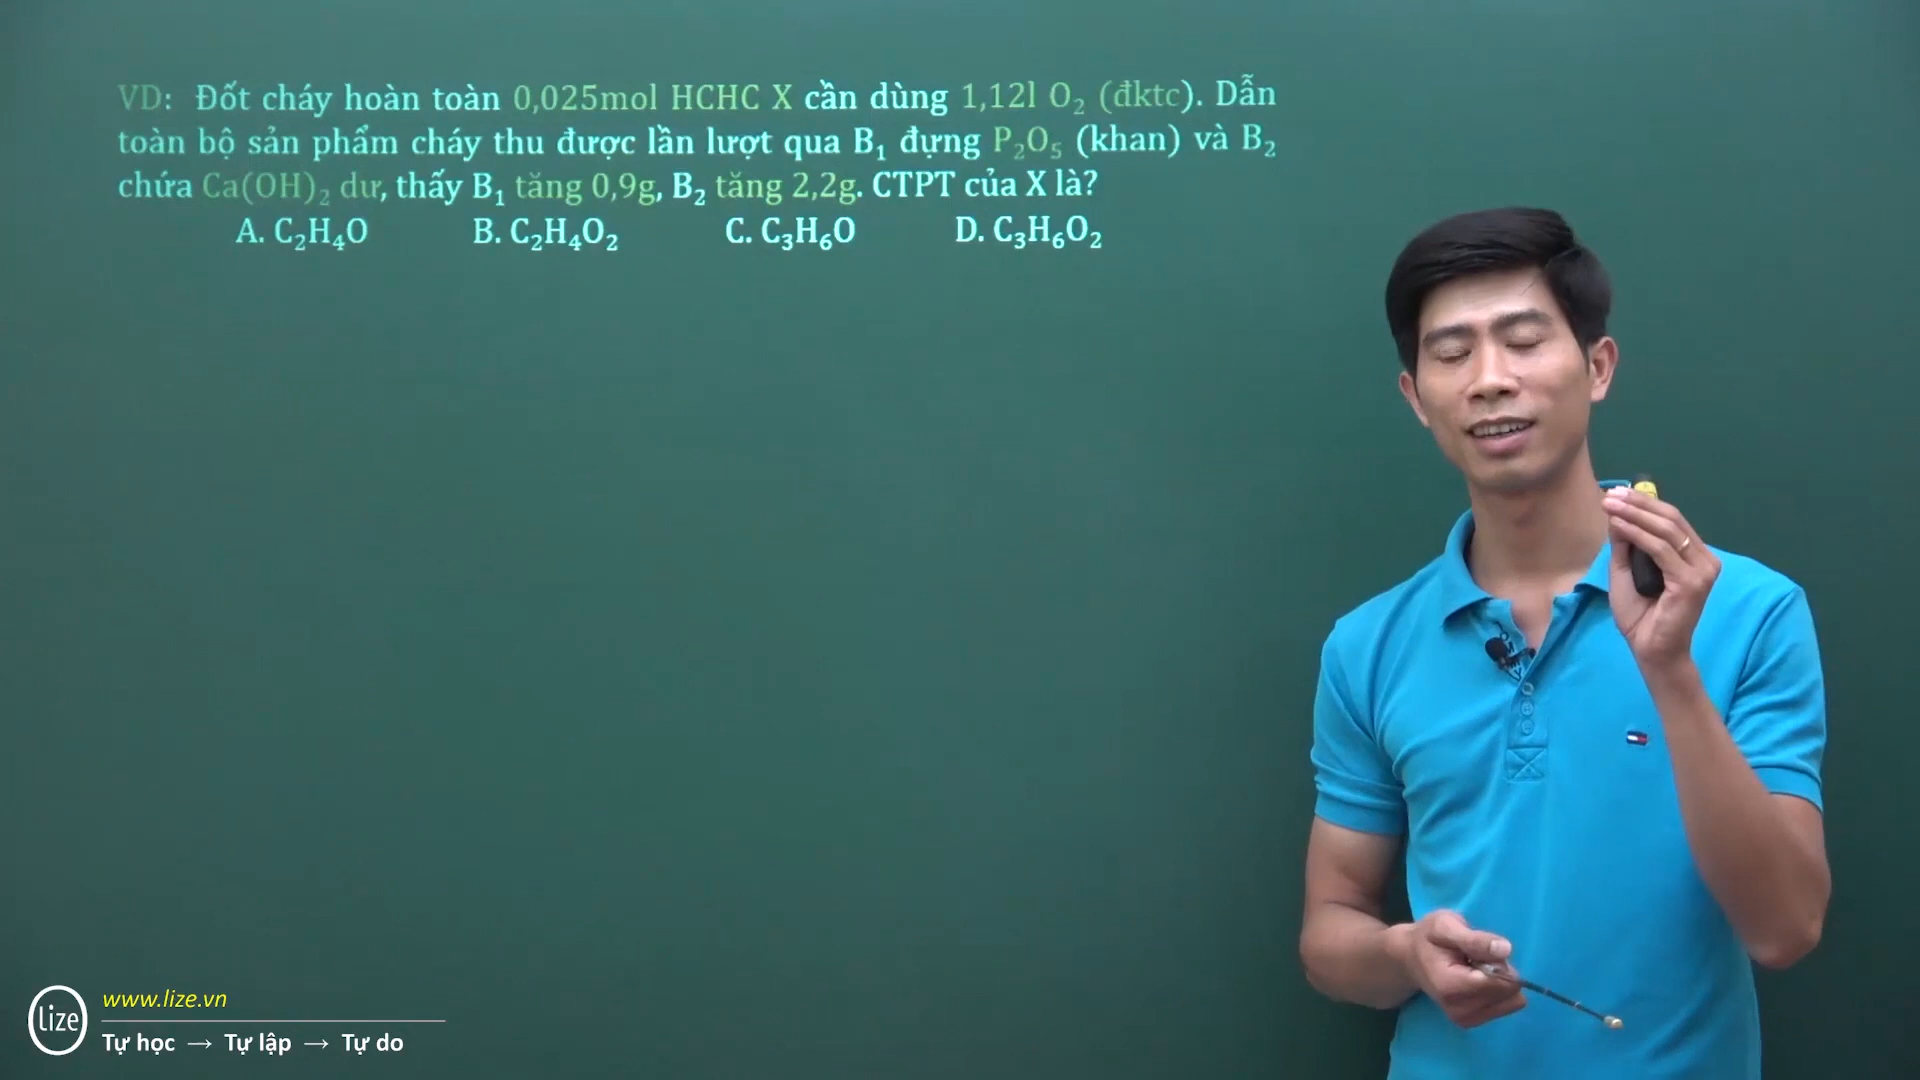 VD: Đốt cháy hoàn toàn 0,025mol HCHC X cần dùng 1,12l O₂ (đktc). Dẫn
toàn bộ sản phẩm cháy thu được lần lượt qua B₁ đựng P₂O₅ (khan) và B₂
chứa Ca(OH)₂ dư, thấy B₁ tăng 0,9g, B₂ tăng 2,2g. CTPT của X là?
A. C₂H₄O B. C₂H₄O₂ C. C₃H₆O D. C₃H₆O₂
lize
www.lize.vn
Tự học → Tự lập → Tự do